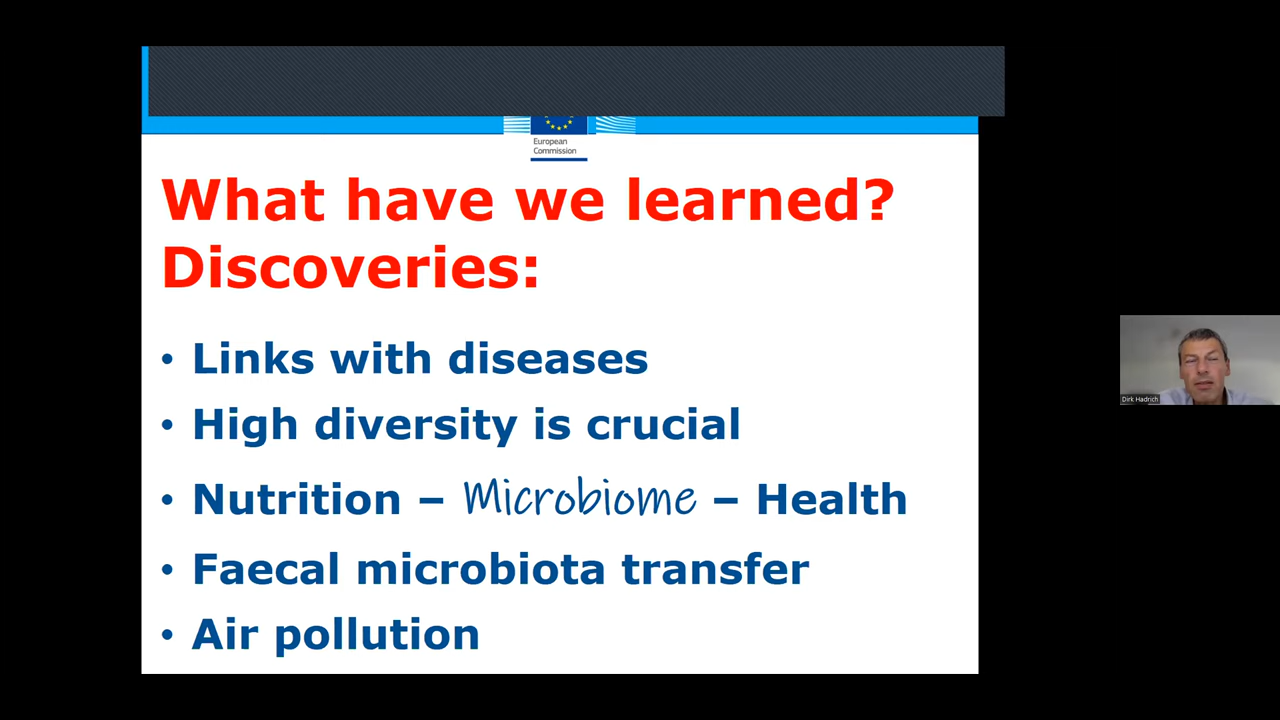 European
Commission
What have we learned?
Discoveries:
• Links with diseases
• High diversity is crucial
• Nutrition – Microbiome – Health
• Faecal microbiota transfer
• Air pollution
Dirk Hadrich